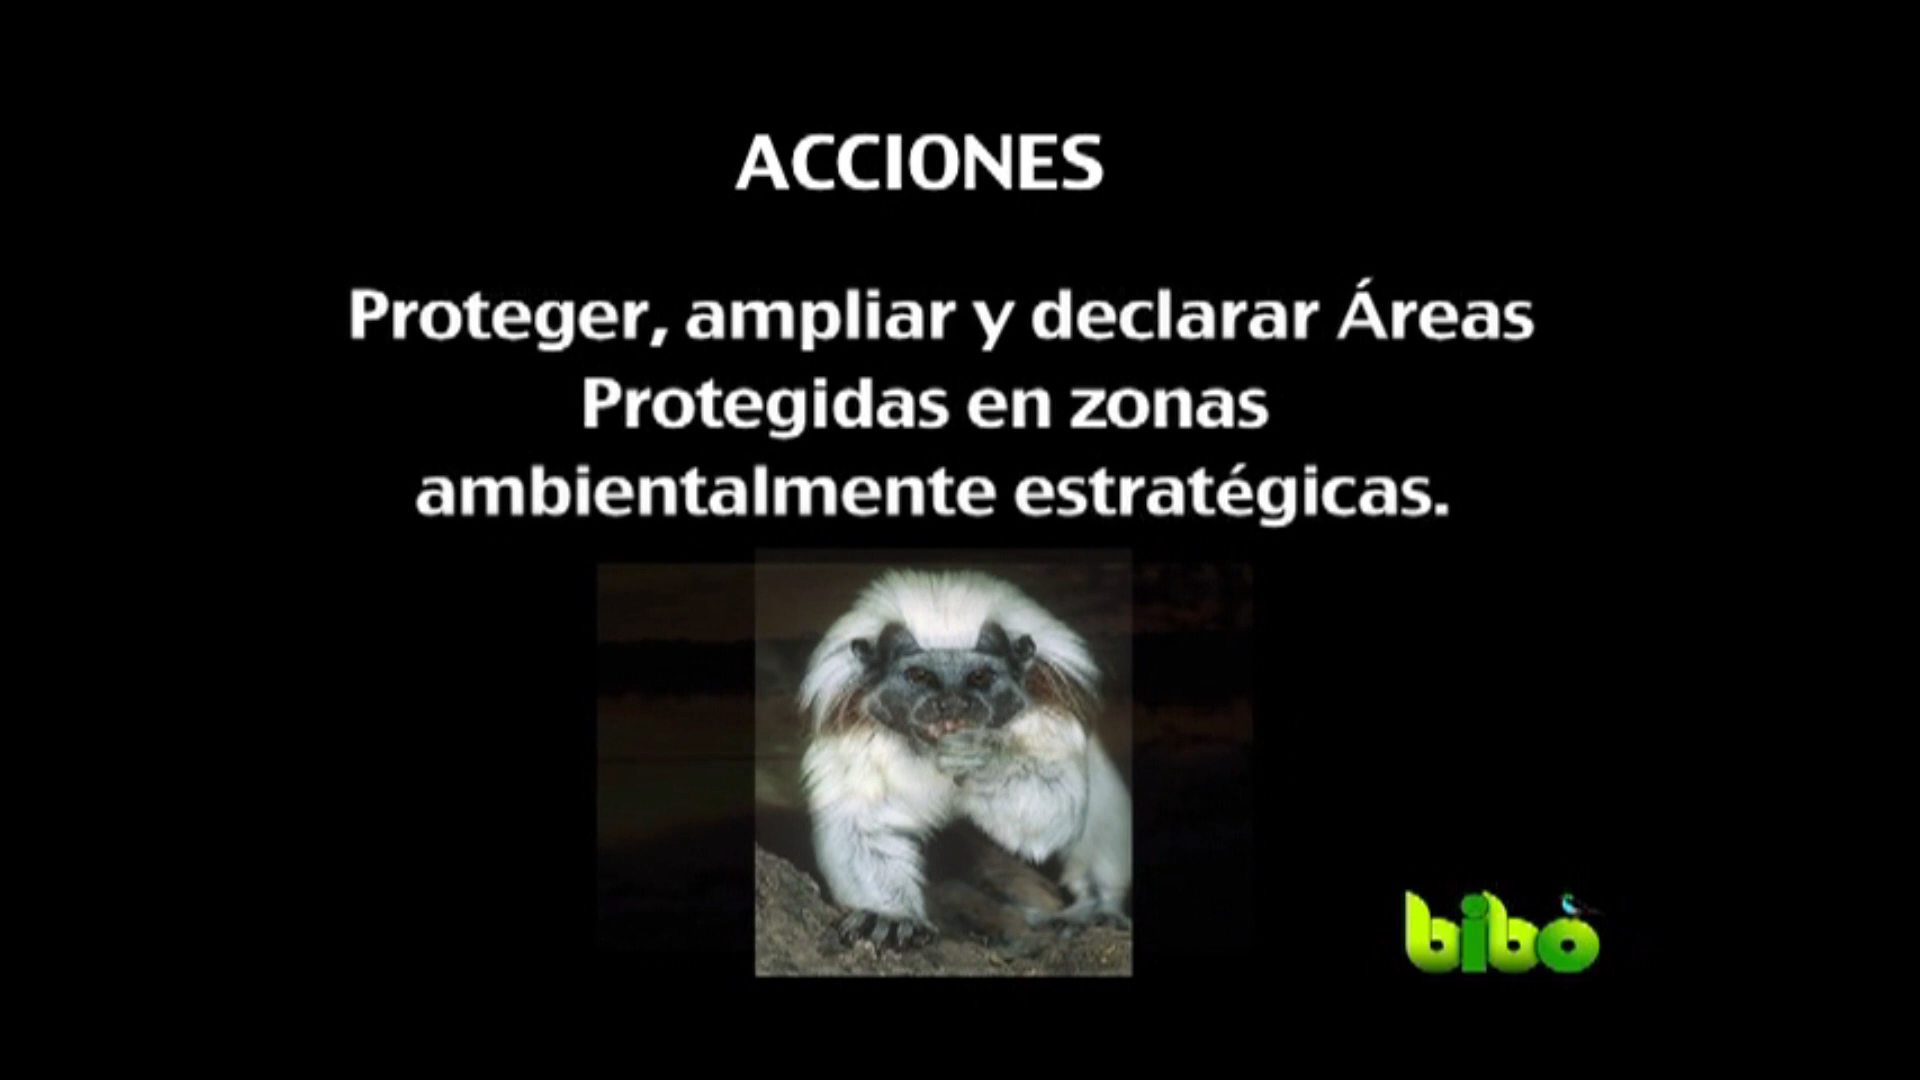 ACCIONES
Proteger, ampliar y declarar Áreas
Protegidas en zonas
ambientalmente estratégicas.
bibo